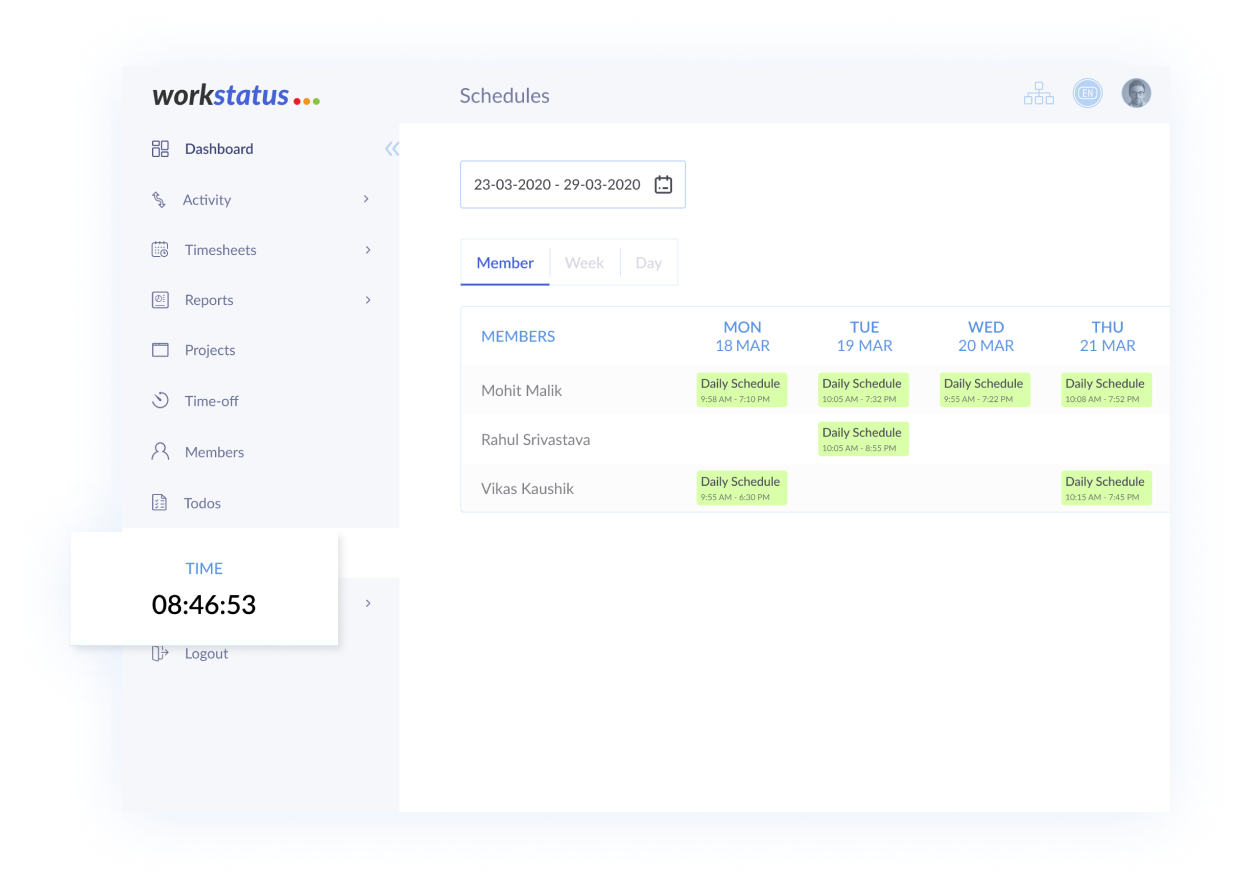 workstatus...
Schedules
EN
Dashboard
Activity
Timesheets
Reports
Projects
Time-off
Members
Todos
TIME
08:46:53
Logout
23-03-2020 - 29-03-2020
Member Week Day
MEMBERS
MON TUE WED THU
18 MAR 19 MAR 20 MAR 21 MAR
Mohit Malik
Daily Schedule Daily Schedule Daily Schedule Daily Schedule
9:58 AM - 7:10 PM 10:05 AM - 7:32 PM 9:55 AM - 7:22 PM 10:08 AM - 7:52 PM
Rahul Srivastava
Daily Schedule
10:05 AM - 8:55 PM
Vikas Kaushik
Daily Schedule Daily Schedule
9:55 AM - 6:30 PM 10:15 AM - 7:45 PM